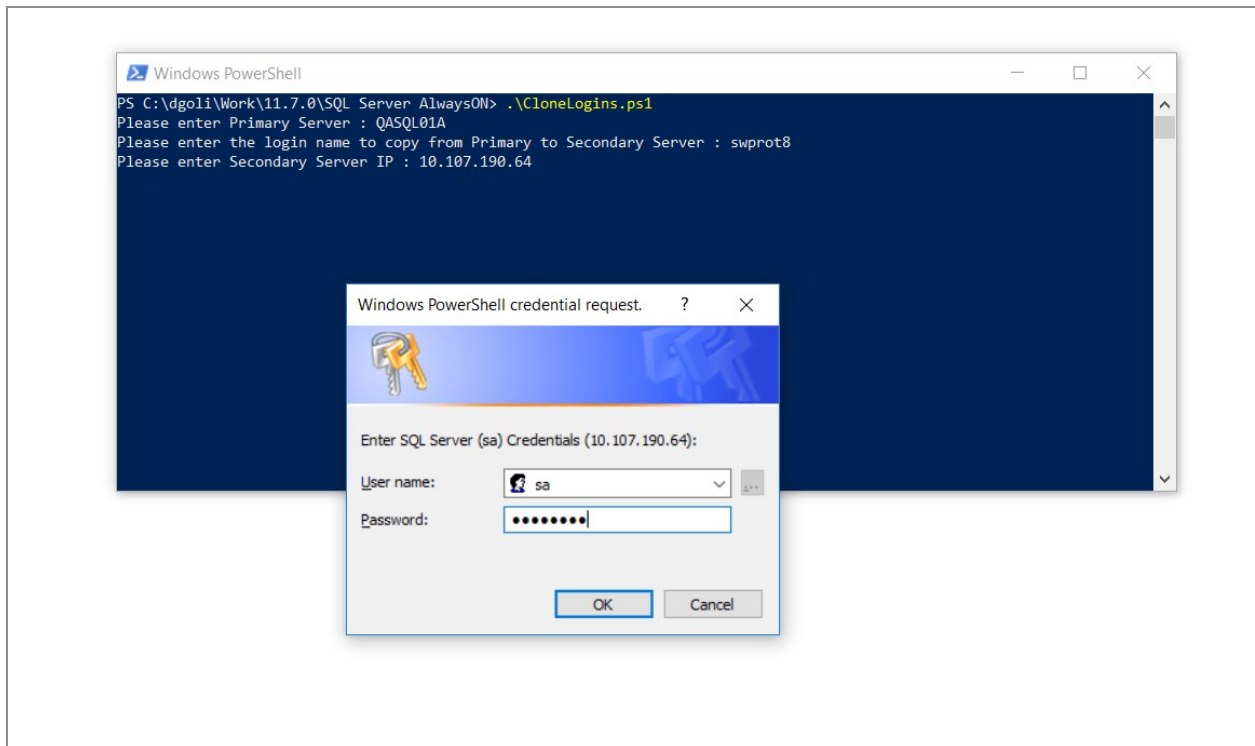 Windows PowerShell
PS C:\dgoli\Work\11.7.0\SQL Server AlwaysON> .\CloneLogins.ps1
Please enter Primary Server : QASQL01A
Please enter the login name to copy from Primary to Secondary Server : swprot8
Please enter Secondary Server IP : 10.107.190.64
Windows PowerShell credential request. ?
Enter SQL Server (sa) Credentials (10.107.190.64):
User name: sa ...
Password: ••••••••
OK Cancel